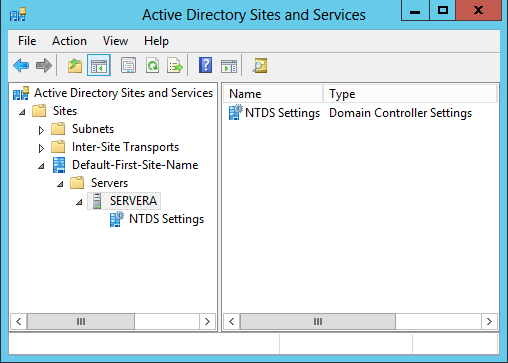 Active Directory Sites and Services
File Action View Help
Active Directory Sites and Services
Sites
Subnets
Inter-Site Transports
Default-First-Site-Name
Servers
SERVERA
NTDS Settings
Name Type
NTDS Settings Domain Controller Settings